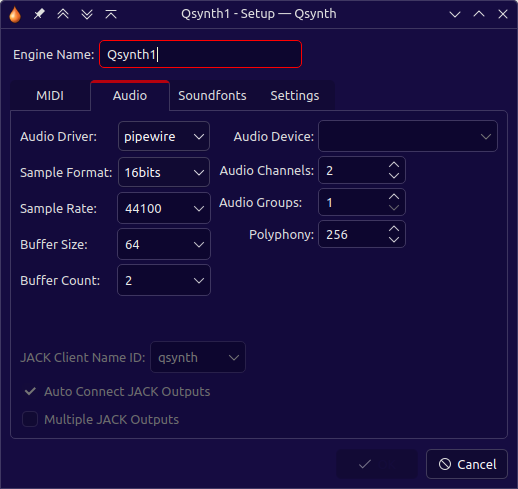 Qsynth1 - Setup — Qsynth
Engine Name: Qsynth1
MIDI Audio Soundfonts Settings
Audio Driver: pipewire Audio Device:
Sample Format: 16bits Audio Channels: 2
Sample Rate: 44100 Audio Groups: 1
Buffer Size: 64 Polyphony: 256
Buffer Count: 2
JACK Client Name ID: qsynth
Auto Connect JACK Outputs
Multiple JACK Outputs
Cancel